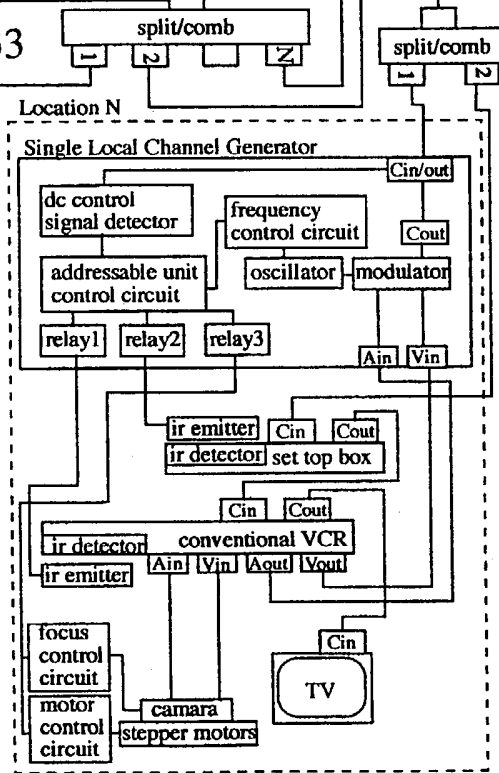 53
split/comb
1
2
N
split/comb
1
2
Location N
Single Local Channel Generator
Cin/out
dc control
signal detector
frequency
control circuit
Cout
addressable unit
control circuit
oscillator
modulator
relay1
relay2
relay3
Ain
Vin
ir emitter
Cin
Cout
ir detector
set top box
Cin
Cout
conventional VCR
ir detector
Ain
Vin
Aout
Vout
ir emitter
focus
control
circuit
Cin
TV
motor
control
circuit
camara
stepper motors